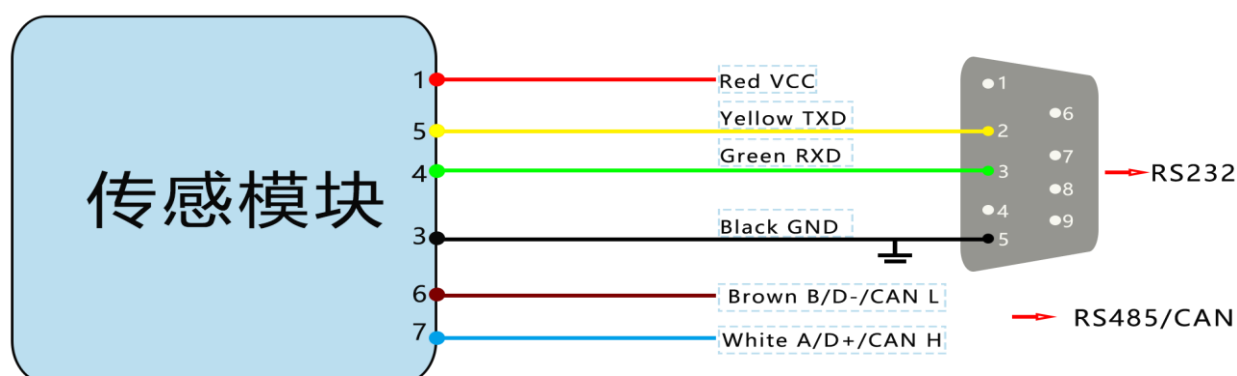 传感模块
1
Red VCC
5
Yellow TXD
4
Green RXD
3
Black GND
6
Brown B/D-/CAN L
7
White A/D+/CAN H
1
2
3
4
5
6
7
8
9
RS232
RS485/CAN